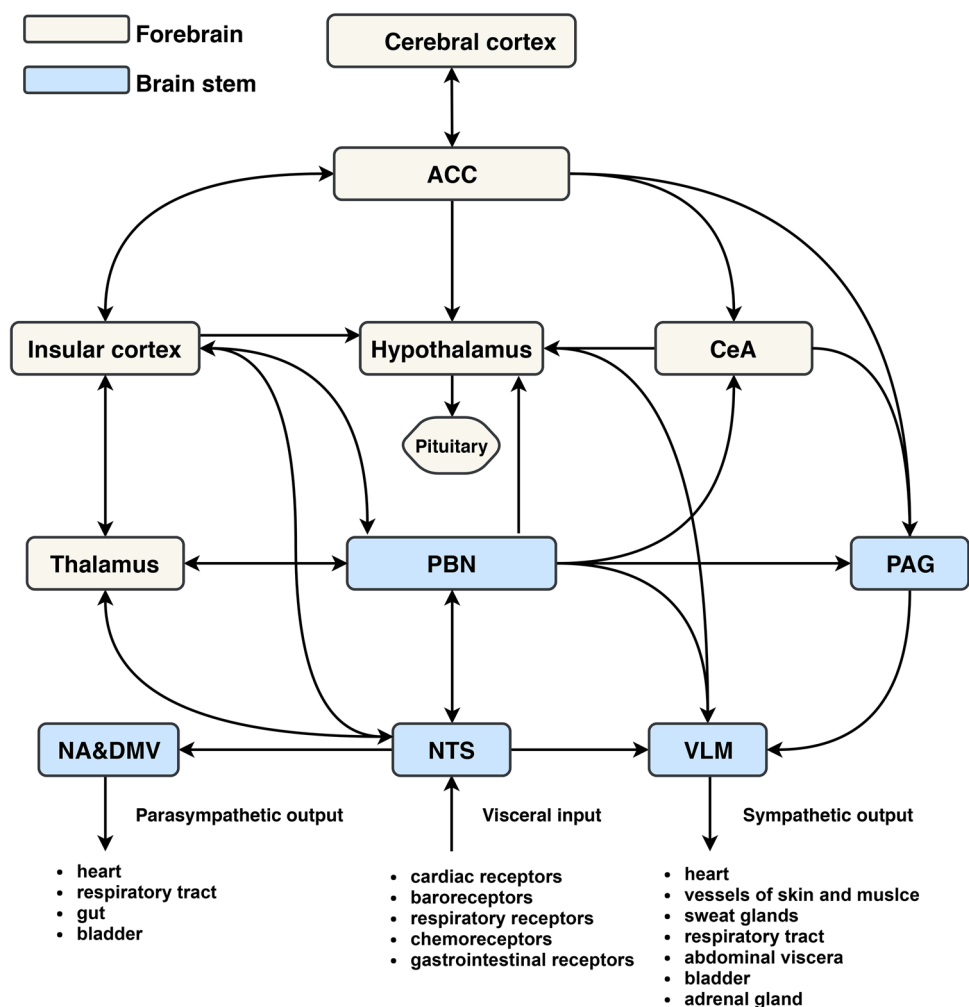 Forebrain
Brain stem
Cerebral cortex
ACC
Insular cortex
Hypothalamus
CeA
Pituitary
Thalamus
PBN
PAG
NA&DMV
NTS
VLM
Parasympathetic output
Visceral input
Sympathetic output
• heart
• respiratory tract
• gut
• bladder
• cardiac receptors
• baroreceptors
• respiratory receptors
• chemoreceptors
• gastrointestinal receptors
• heart
• vessels of skin and muslce
• sweat glands
• respiratory tract
• abdominal viscera
• bladder
• adrenal gland